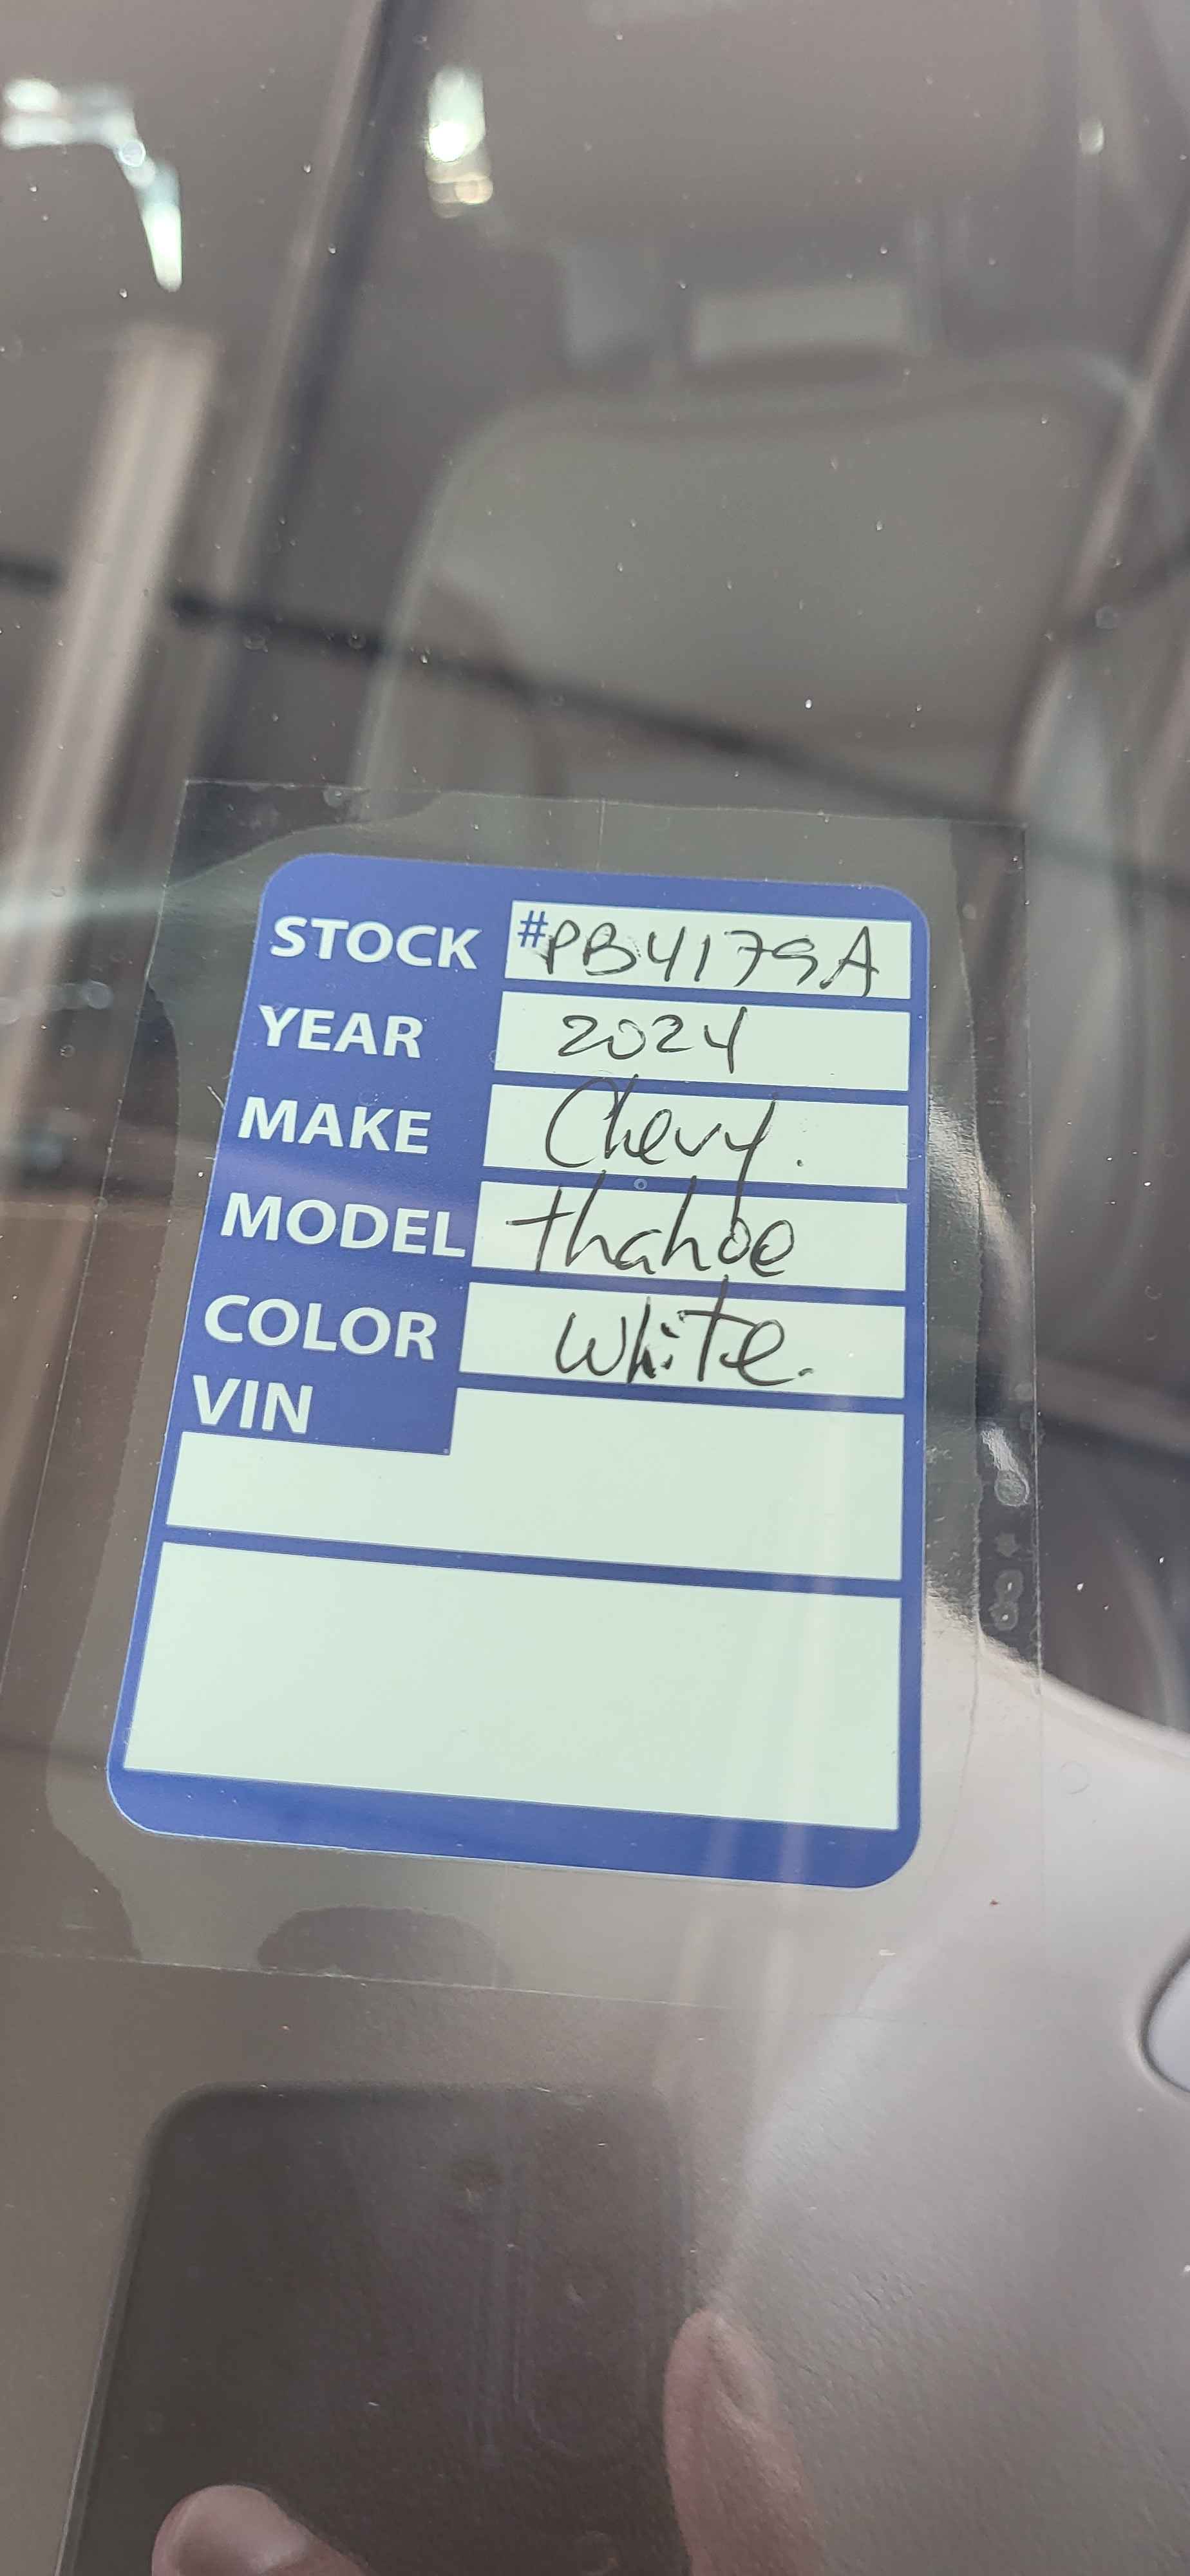 STOCK #PB4179A
YEAR 2024
MAKE Chevy.
MODEL thahoe
COLOR white.
VIN